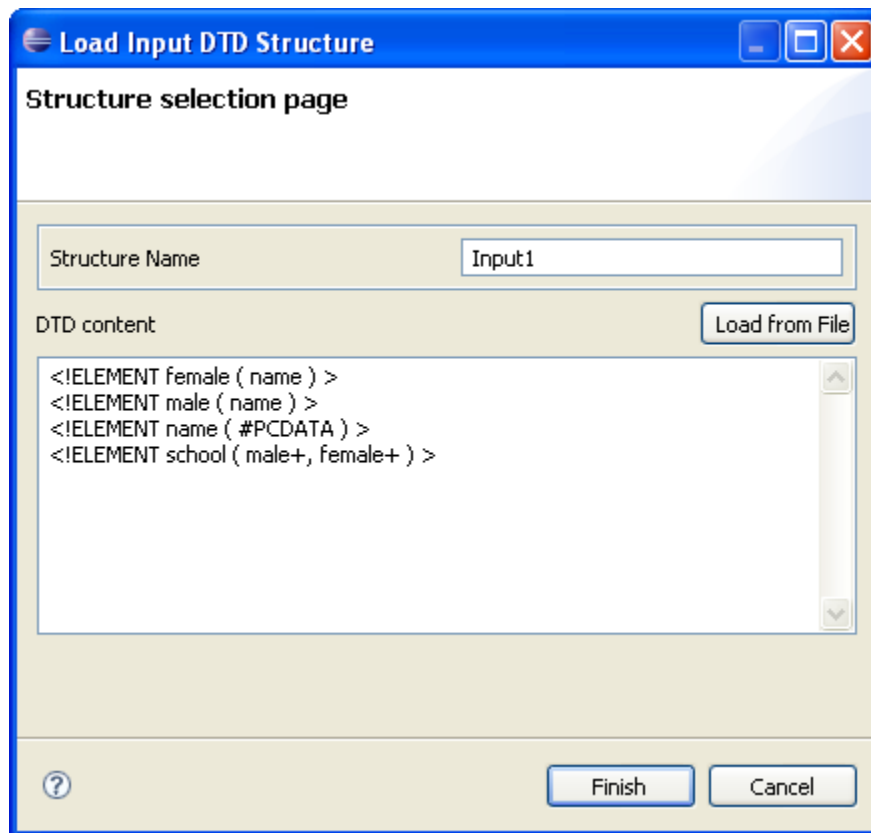 Load Input DTD Structure
Structure selection page
Structure Name
Input1
DTD content
Load from File
<!ELEMENT female ( name ) >
<!ELEMENT male ( name ) >
<!ELEMENT name ( #PCDATA ) >
<!ELEMENT school ( male+, female+ ) >
?
Finish
Cancel